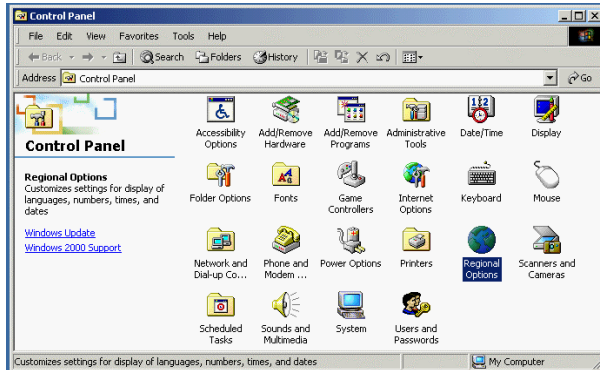 Control Panel
File Edit View Favorites Tools Help
Back Search Folders History
Address Control Panel Go
Control Panel
Regional Options
Customizes settings for display of
languages, numbers, times, and
dates
Windows Update
Windows 2000 Support
Accessibility
Options
Add/Remove
Hardware
Add/Remove
Programs
Administrative
Tools
Date/Time
Display
Folder Options
Fonts
Game
Controllers
Internet
Options
Keyboard
Mouse
Network and
Dial-up Co...
Phone and
Modem ...
Power Options
Printers
Regional
Options
Scanners and
Cameras
Scheduled
Tasks
Sounds and
Multimedia
System
Users and
Passwords
Customizes settings for display of languages, numbers, times, and dates
My Computer